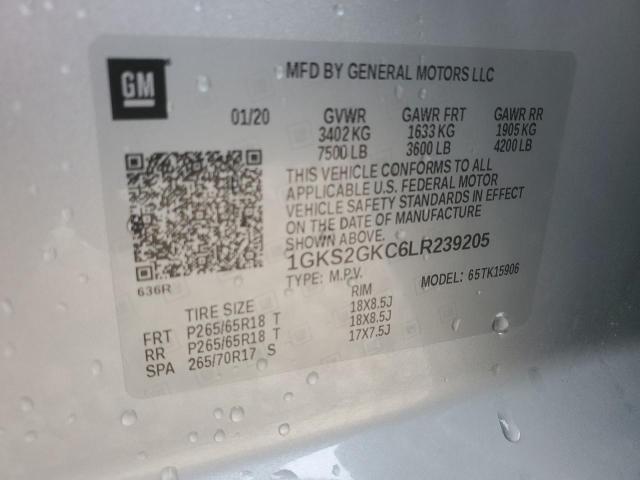 GM
MFD BY GENERAL MOTORS LLC
01/20 GVWR GAWR FRT GAWR RR
3402 KG 1633 KG 1905 KG
7500 LB 3600 LB 4200 LB
THIS VEHICLE CONFORMS TO ALL
APPLICABLE U.S. FEDERAL MOTOR
VEHICLE SAFETY STANDARDS IN EFFECT
ON THE DATE OF MANUFACTURE
SHOWN ABOVE.
1GKS2GKC6LR239205
TYPE: M.P.V. MODEL: 65TK15906
636R
TIRE SIZE RIM
FRT P265/65R18 T 18X8.5J
RR P265/65R18 T 18X8.5J
SPA 265/70R17 S 17X7.5J